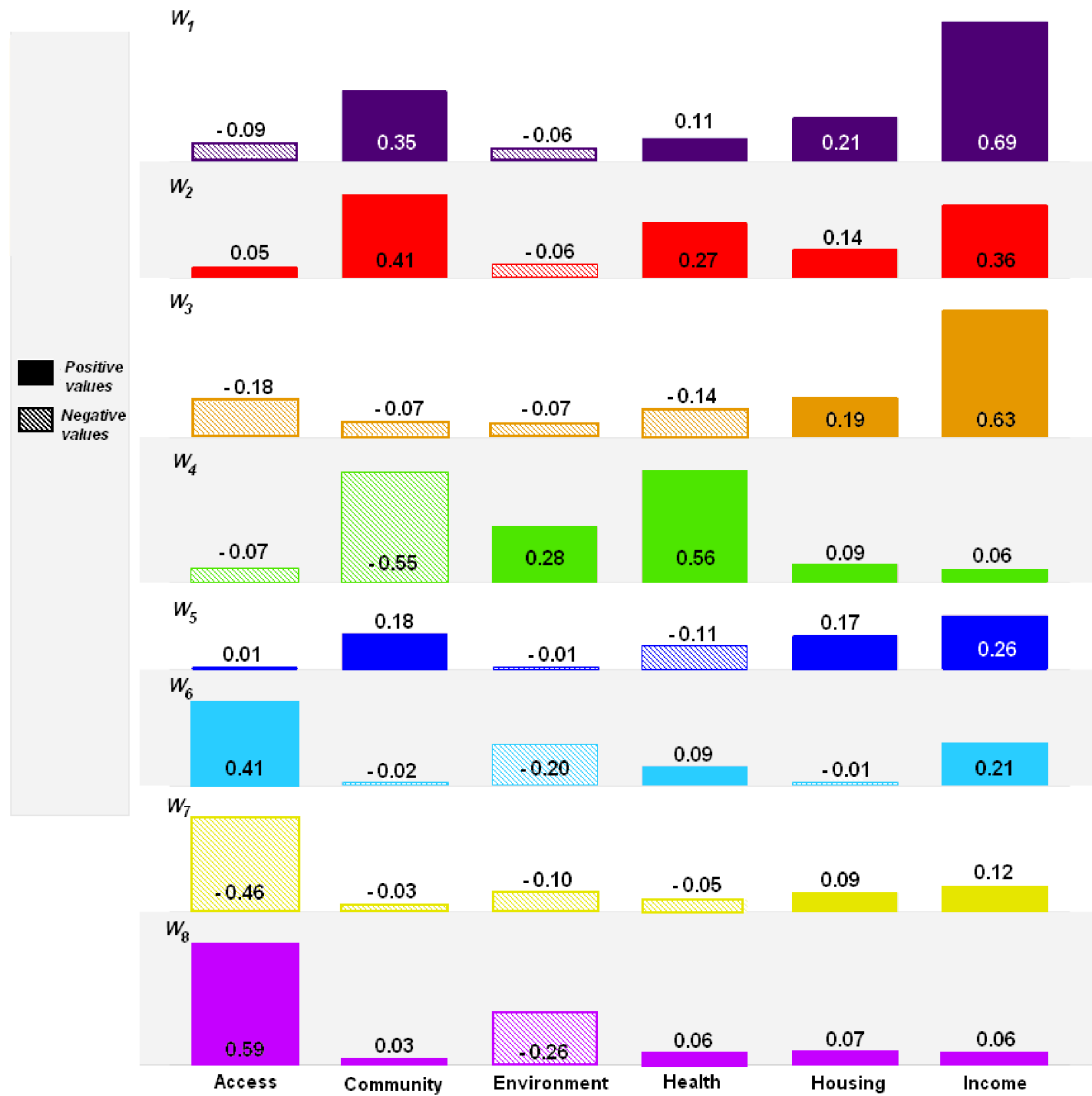 W1
- 0.09 0.35 - 0.06 0.11 0.21 0.69
W2
0.05 0.41 - 0.06 0.27 0.14 0.36
W3
- 0.18 - 0.07 - 0.07 - 0.14 0.19 0.63
Positive
values
Negative
values
W4
- 0.07 - 0.55 0.28 0.56 0.09 0.06
W5
0.01 0.18 - 0.01 - 0.11 0.17 0.26
W6
0.41 - 0.02 - 0.20 0.09 - 0.01 0.21
W7
- 0.46 - 0.03 - 0.10 - 0.05 0.09 0.12
W8
0.59 0.03 - 0.26 0.06 0.07 0.06
Access Community Environment Health Housing Income